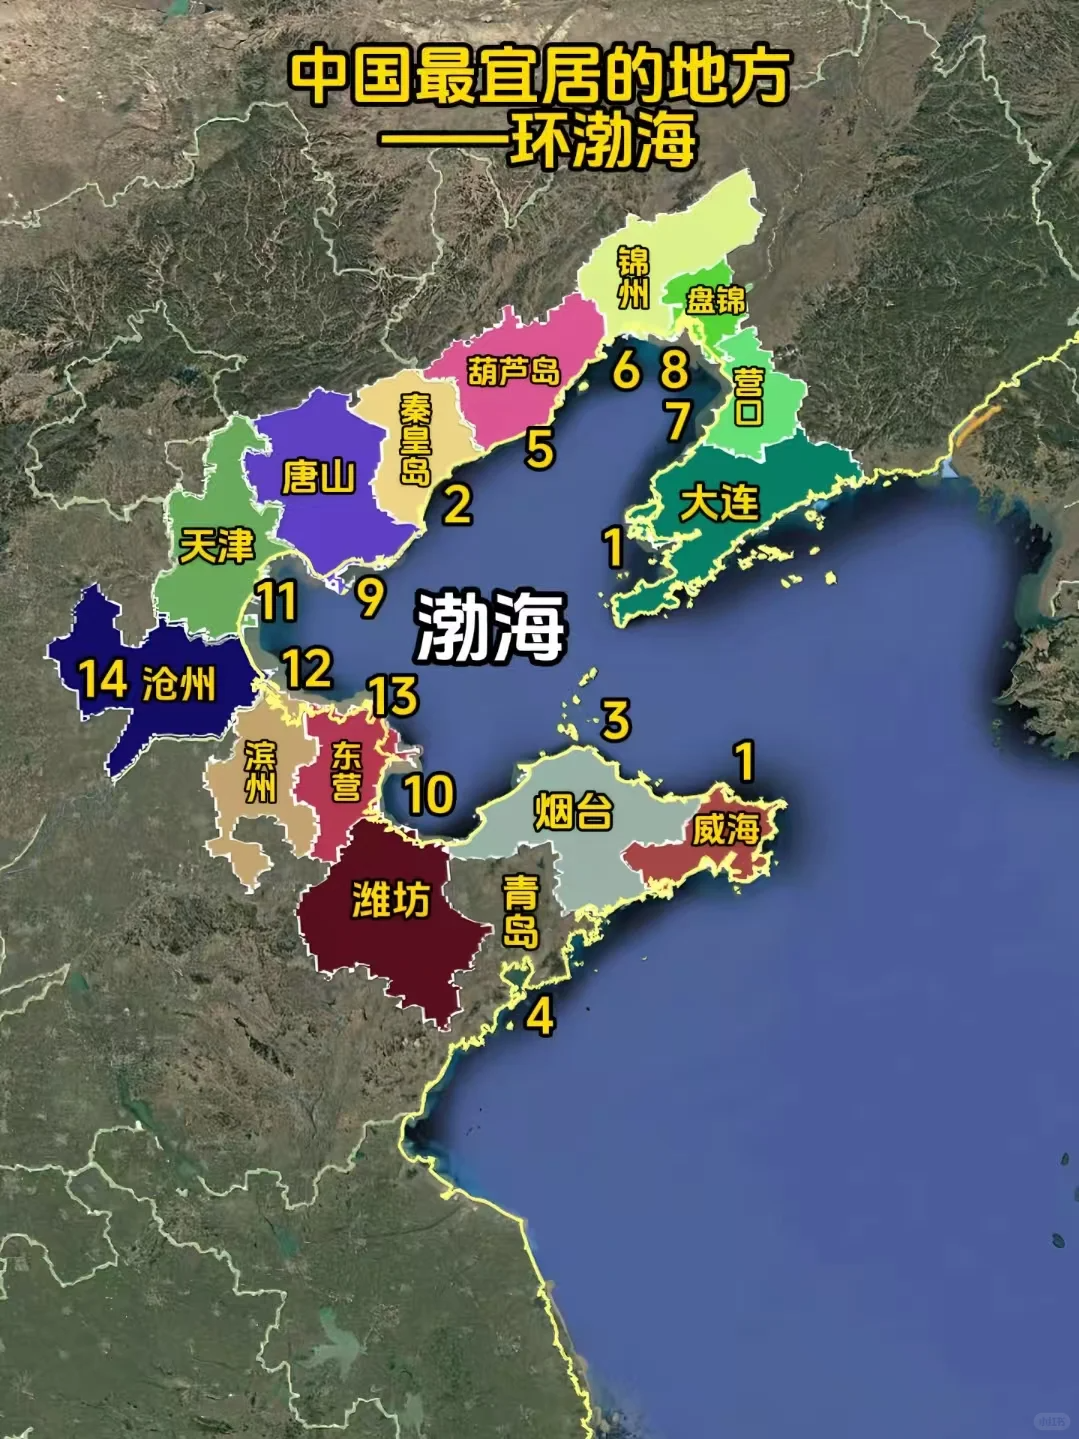 中国最宜居的地方
——环渤海
锦州
盘锦
6 8
葫芦岛
营口
秦皇岛
7
5
唐山
大连
2
天津
1
11
9
渤海
12
14 沧州
13
3
滨州
东营
1
10
烟台
威海
潍坊
青岛
4
小红书